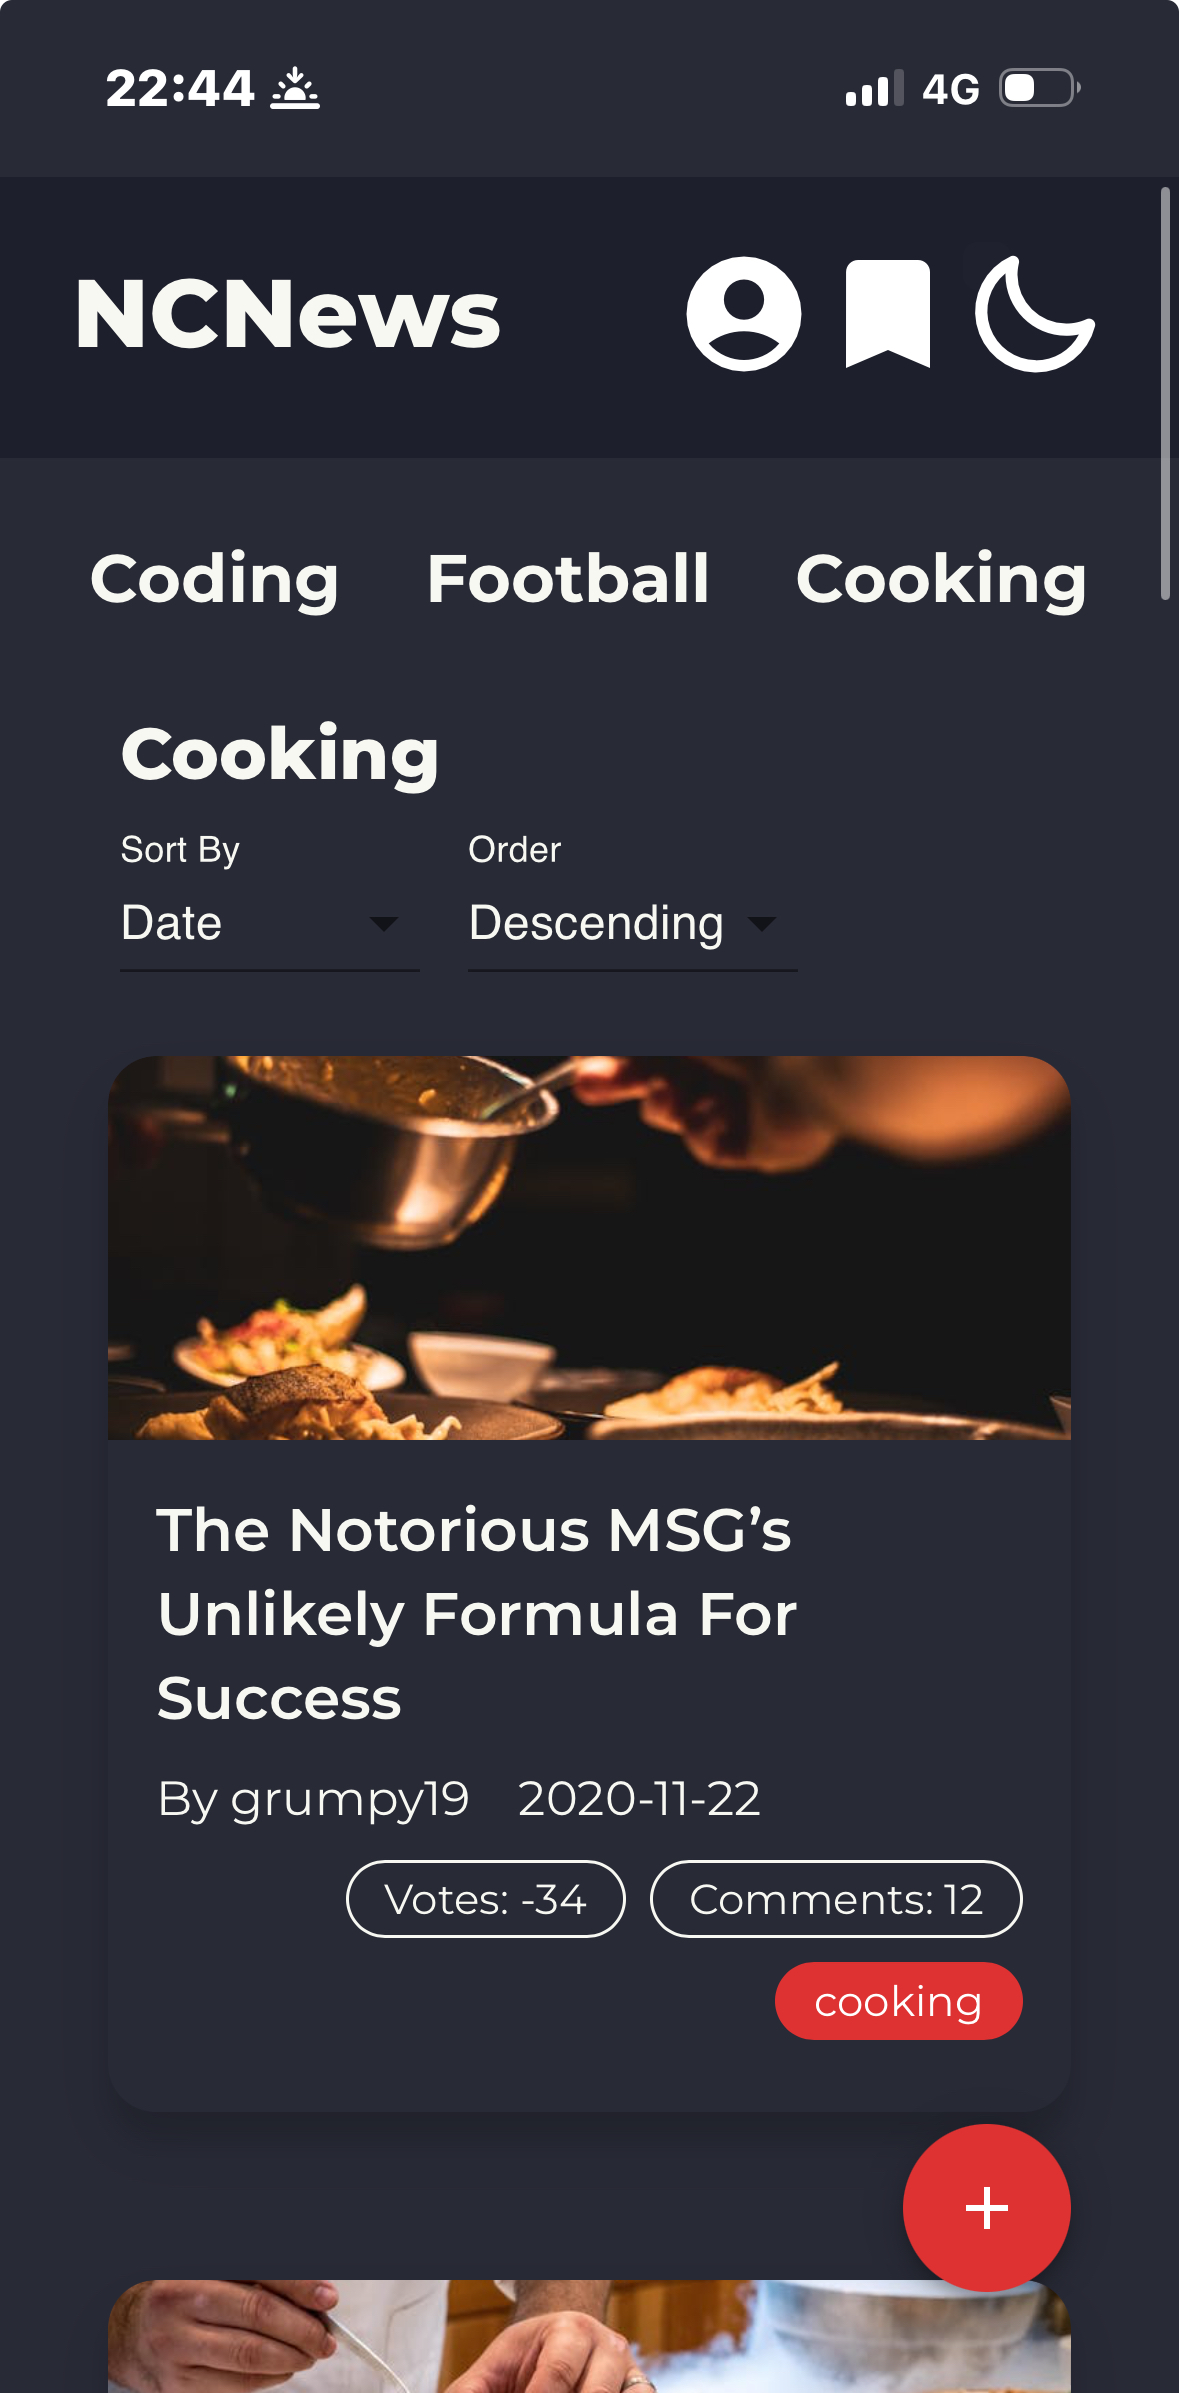 22:44
4G
NCNews
Coding Football Cooking
Cooking
Sort By Order
Date Descending
The Notorious MSG’s
Unlikely Formula For
Success
By grumpy19 2020-11-22
Votes: -34 Comments: 12
cooking
+